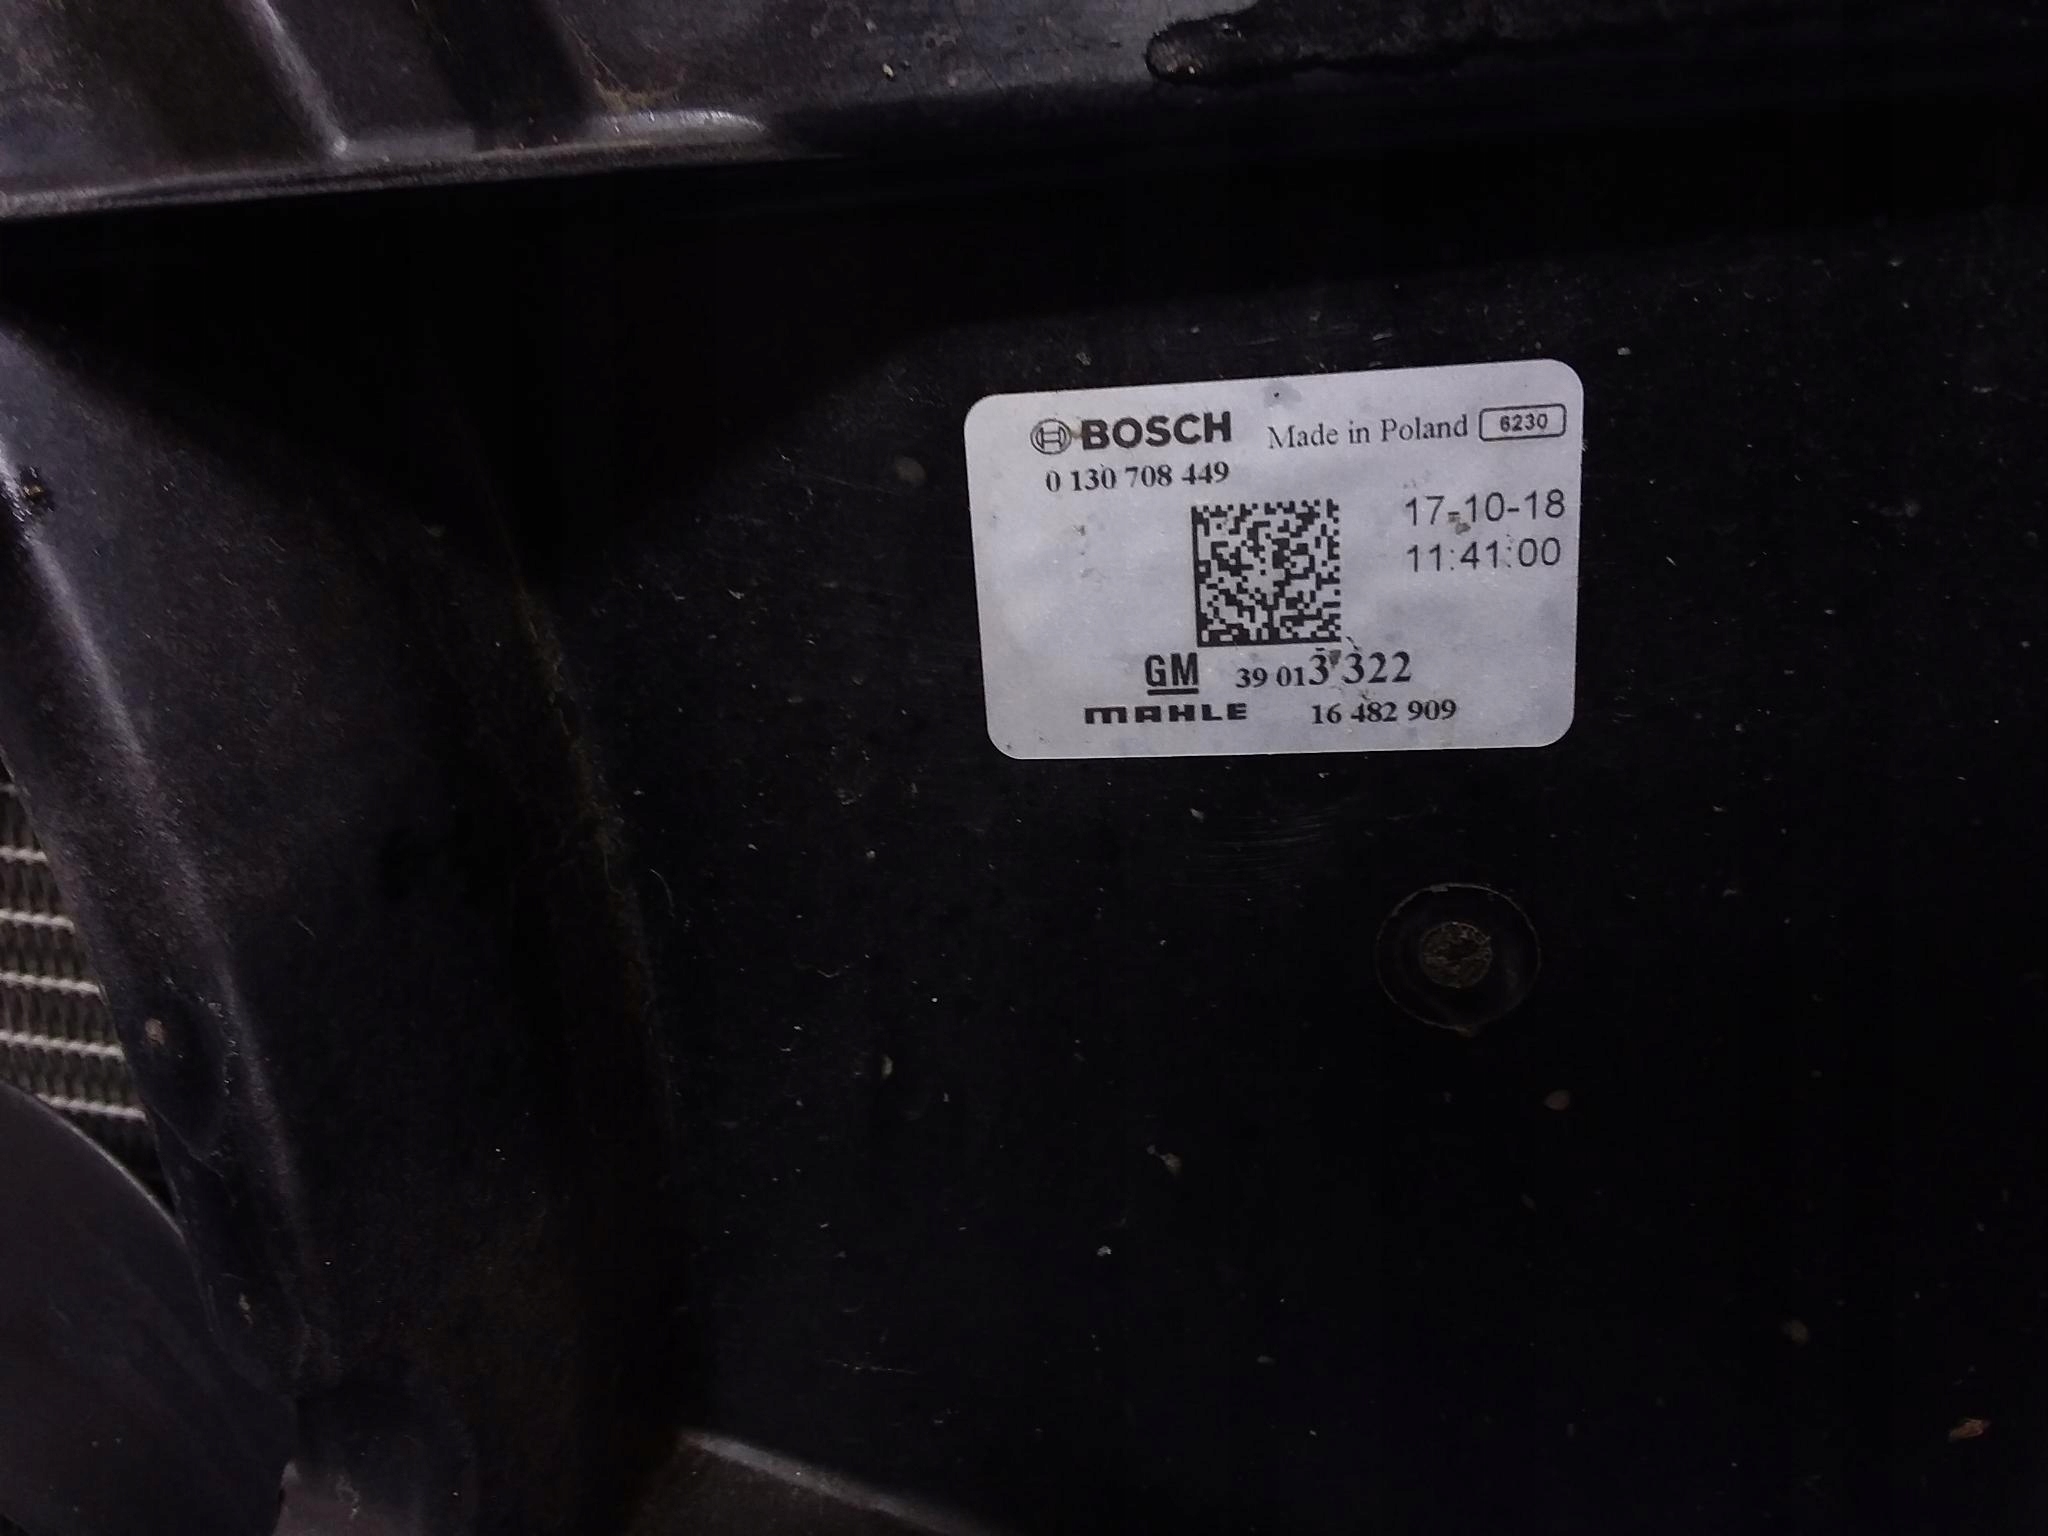 BOSCH Made in Poland 6230
0 130 708 449
17-10-18
11:41:00
GM 39 013 322
MAHLE 16 482 909